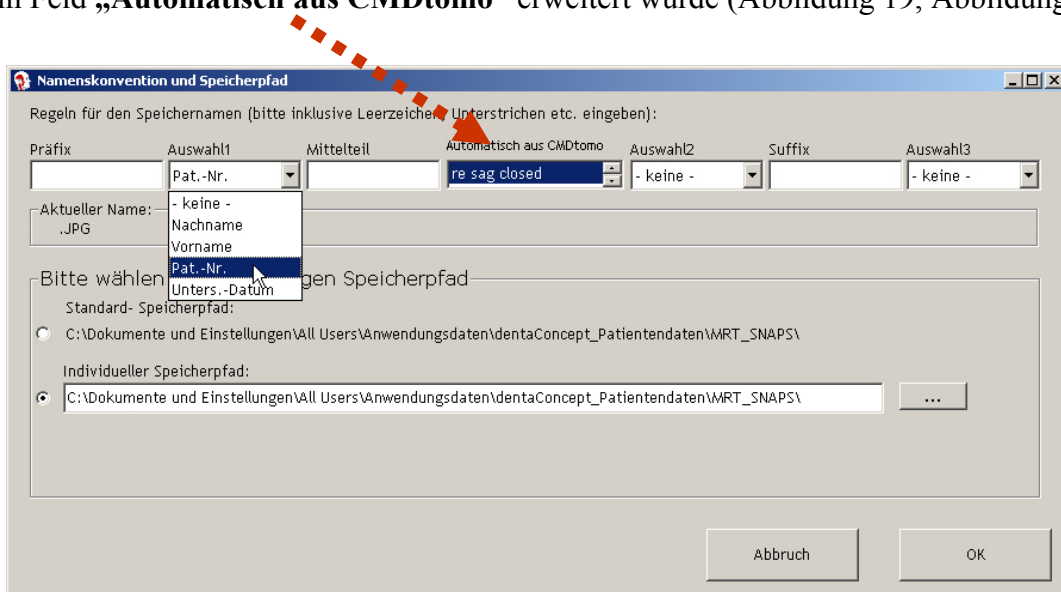 m Feld „Automatisch aus CMDtomo“ erweitert wurde (Abbildung 19, Abbildung
Namenskonvention und Speicherpfad
Regeln für den Speichernamen (bitte inklusive Leerzeichen, Unterstrichen etc. eingeben):
Präfix Auswahl1 Mittelteil Automatisch aus CMDtomo Auswahl2 Suffix Auswahl3
Pat.-Nr. re sag closed - keine - - keine -
- keine -
Nachname
Vorname
Pat.-Nr.
Unters.-Datum
Aktueller Name:
.JPG
Bitte wählen gen Speicherpfad
Standard- Speicherpfad:
C:\Dokumente und Einstellungen\All Users\Anwendungsdaten\dentaConcept_Patientendaten\MRT_SNAPS\
Individueller Speicherpfad:
C:\Dokumente und Einstellungen\All Users\Anwendungsdaten\dentaConcept_Patientendaten\MRT_SNAPS\
...
Abbruch OK